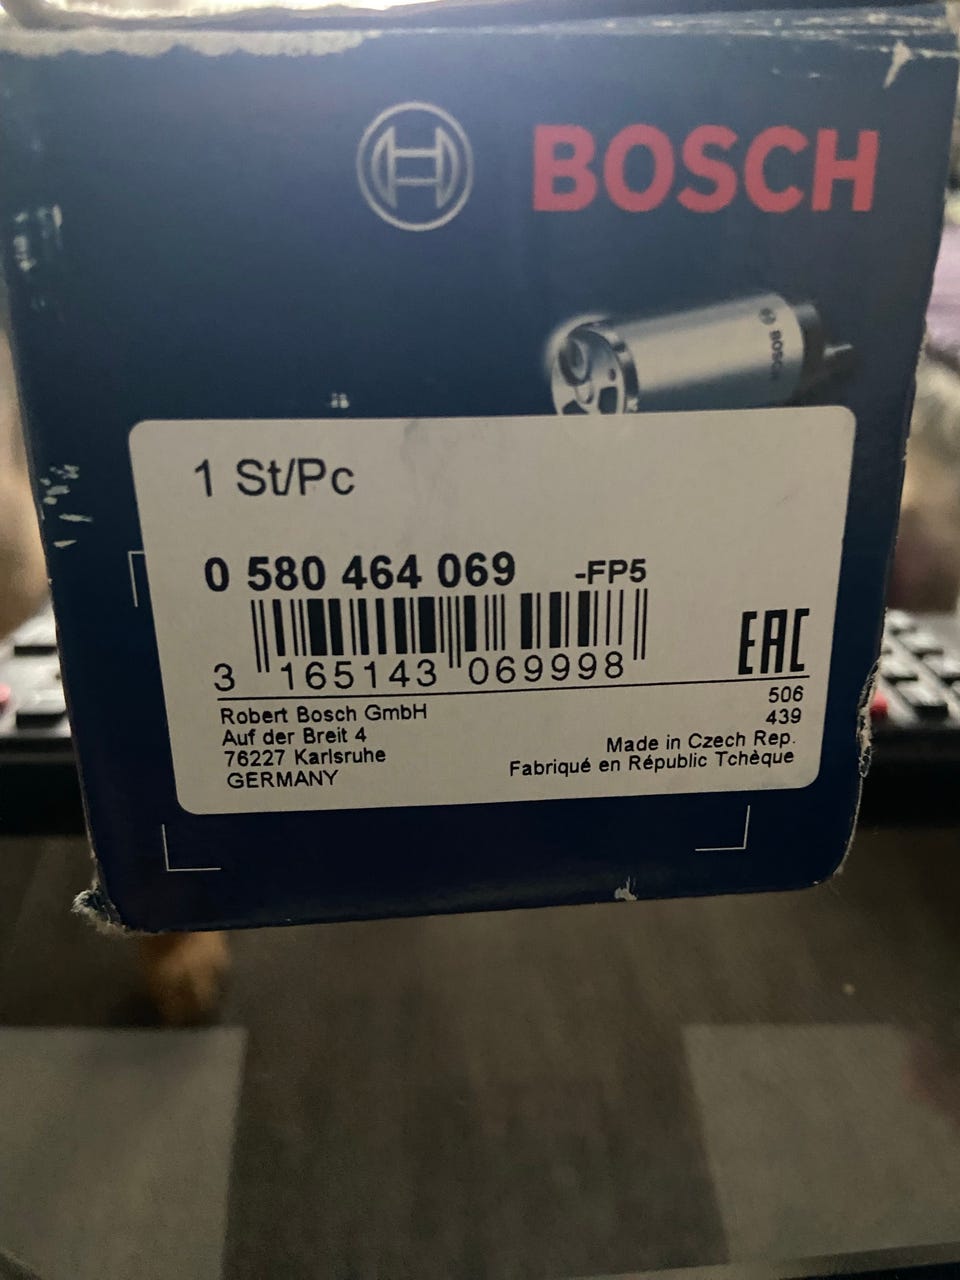 BOSCH
BOSCH
1 St/Pc
0 580 464 069 -FP5
3 165143 069998
EAC
506
439
Robert Bosch GmbH
Auf der Breit 4
76227 Karlsruhe
GERMANY
Made in Czech Rep.
Fabriqué en Républic Tchèque